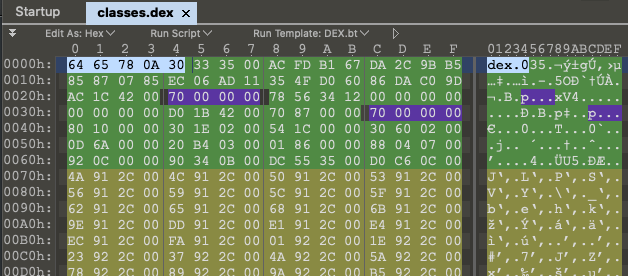 Startup classes.dex ×
Edit As: Hex Run Script Run Template: DEX.bt
0 1 2 3 4 5 6 7 8 9 A B C D E F 0123456789ABCDEF
0000h: 64 65 78 0A 30 33 35 00 AC FD B1 67 DA 2C 9B B5 dex.035.¬ý±gÚ,›µ
0010h: 85 87 07 85 EC 06 AD 11 35 4F D0 60 86 DA C0 9D …‡.…ì.-.5OÐ`†ÚÀ.
0020h: AC 1C 42 00 70 00 00 00 78 56 34 12 00 00 00 00 ¬.B.p...xV4.....
0030h: 00 00 00 00 D0 1B 42 00 70 87 00 00 70 00 00 00 ....Ð.B.p‡..p...
0040h: 80 10 00 00 30 1E 02 00 54 1C 00 00 30 60 02 00 €...0...T...0`..
0050h: 0D 6A 00 00 20 B4 03 00 01 86 00 00 88 04 07 00 .j.. ´...†..ˆ...
0060h: 92 0C 00 00 90 34 0B 00 DC 55 35 00 D0 C6 0C 00 ’....4..ÜU5.ÐÆ..
0070h: 4A 91 2C 00 4C 91 2C 00 50 91 2C 00 53 91 2C 00 J‘,.L‘,.P‘,.S‘,.
0080h: 56 91 2C 00 59 91 2C 00 5C 91 2C 00 5F 91 2C 00 V‘,.Y‘,.\‘,._‘,.
0090h: 62 91 2C 00 65 91 2C 00 68 91 2C 00 6B 91 2C 00 b‘,.e‘,.h‘,.k‘,.
00A0h: 9E 91 2C 00 DD 91 2C 00 E1 91 2C 00 E4 91 2C 00 ž‘,.Ý‘,.á‘,.ä‘,.
00B0h: EC 91 2C 00 FA 91 2C 00 01 92 2C 00 1E 92 2C 00 ì‘,.ú‘,..’,..’,.
00C0h: 23 92 2C 00 37 92 2C 00 4A 92 2C 00 5A 92 2C 00 #’,.7’,.J’,.Z’,.
00D0h: 78 92 2C 00 89 92 2C 00 9A 92 2C 00 B5 92 2C 00 x’,.‰’,.š’,.µ’,.